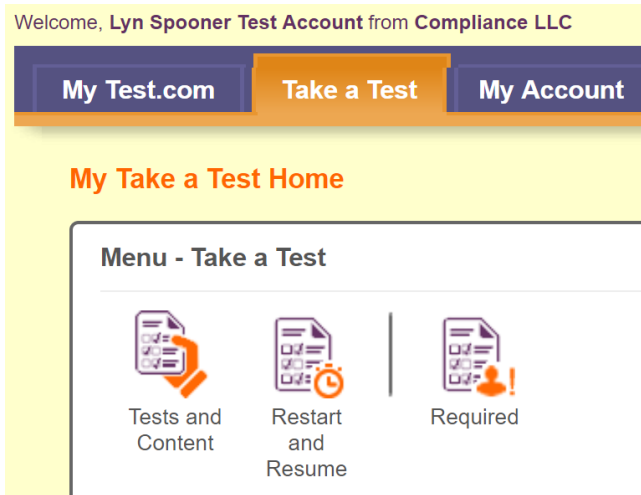 Welcome, Lyn Spooner Test Account from Compliance LLC
My Test.com Take a Test My Account
My Take a Test Home
Menu - Take a Test
Tests and
Content
Restart
and
Resume
Required